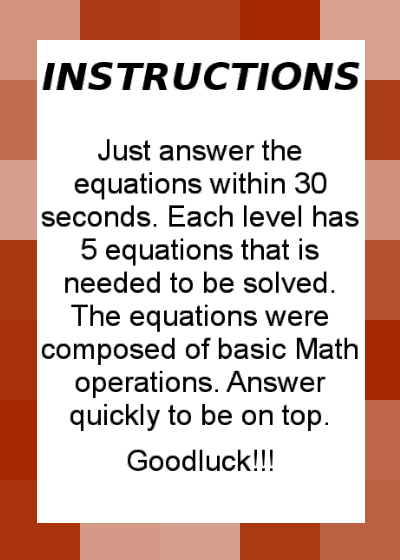 INSTRUCTIONS
Just answer the
equations within 30
seconds. Each level has
5 equations that is
needed to be solved.
The equations were
composed of basic Math
operations. Answer
quickly to be on top.
Goodluck!!!